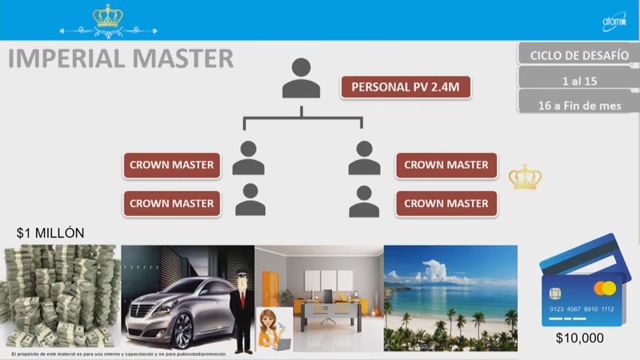 atomy
IMPERIAL MASTER
CICLO DE DESAFÍO
1 al 15
16 a Fin de mes
PERSONAL PV 2.4M
CROWN MASTER
CROWN MASTER
CROWN MASTER
CROWN MASTER
$1 MILLÓN
0123 4567 8910 1112
$10,000
El propósito de este material es para uso interno y capacitación y no para publicidad/promoción.